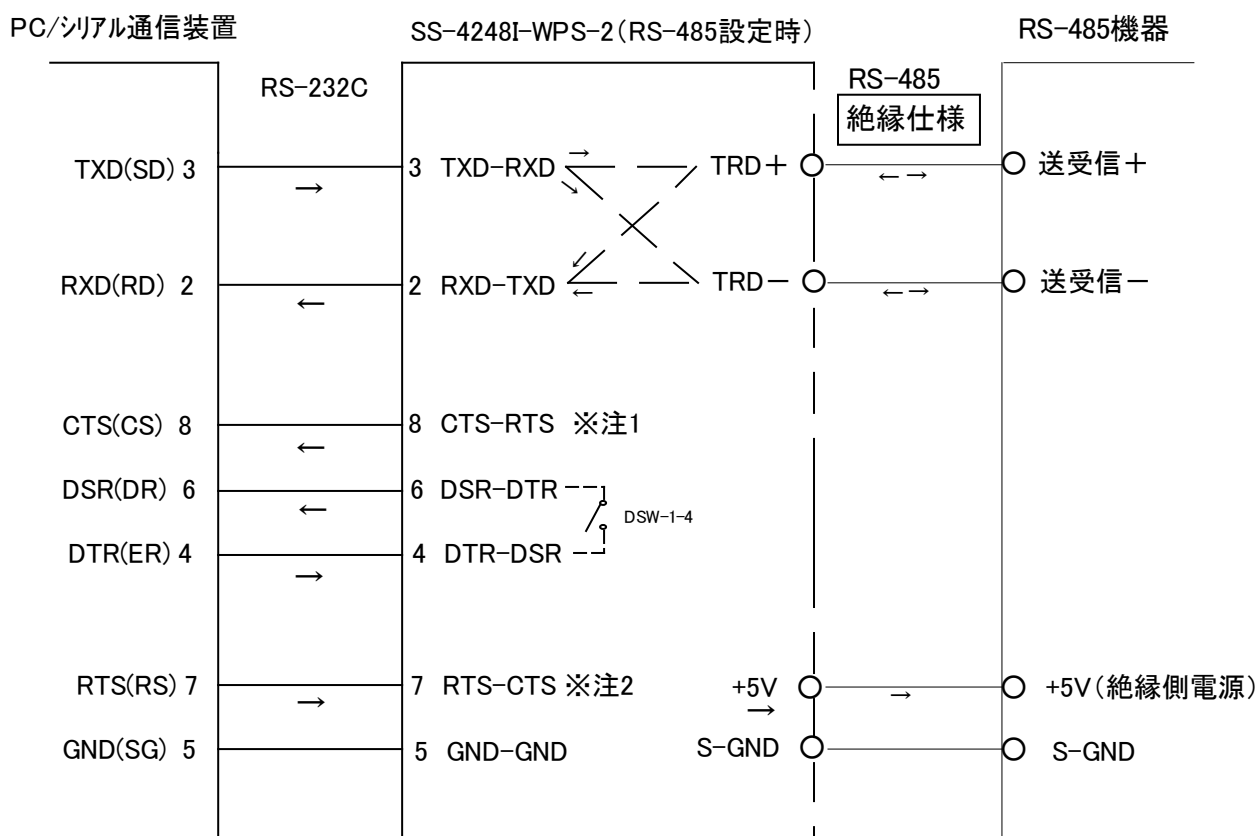 PC/シリアル通信装置 SS-4248I-WPS-2(RS-485設定時) RS-485機器
RS-232C RS-485
絶縁仕様
TXD(SD) 3 → 3 TXD-RXD → ↘ TRD+ ← → 送受信+
RXD(RD) 2 ← 2 RXD-TXD ↙ ← TRD- ← → 送受信-
CTS(CS) 8 ← 8 CTS-RTS ※注1
DSR(DR) 6 ← 6 DSR-DTR
DSW-1-4
DTR(ER) 4 → 4 DTR-DSR
RTS(RS) 7 → 7 RTS-CTS ※注2 +5V → → +5V(絶縁側電源)
GND(SG) 5 5 GND-GND S-GND S-GND